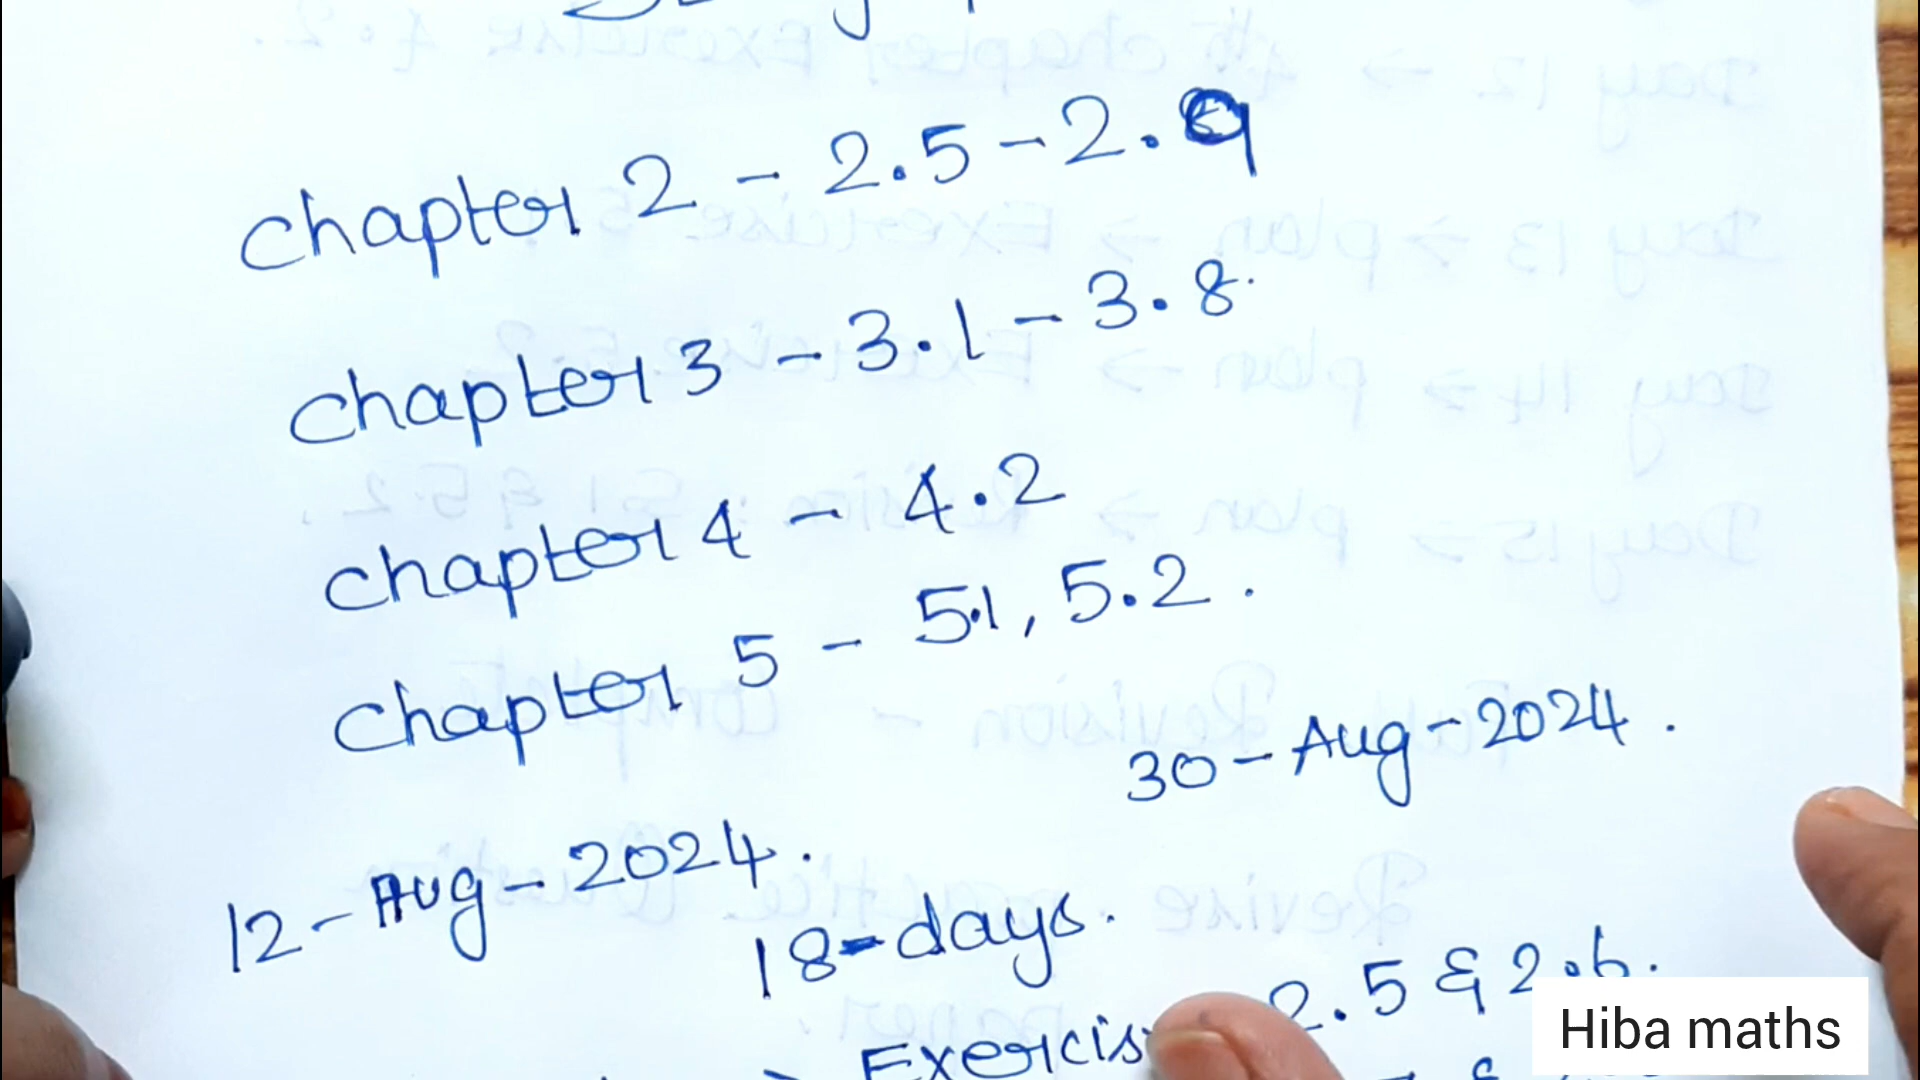 chapter 2 - 2.5 - 2.9
chapter 3 - 3.1 - 3.8.
chapter 4 - 4.2
chapter 5 - 5.1, 5.2.
30-Aug-2024.
12-Aug-2024.
18-days.
2.5 & 2.6.
Hiba maths